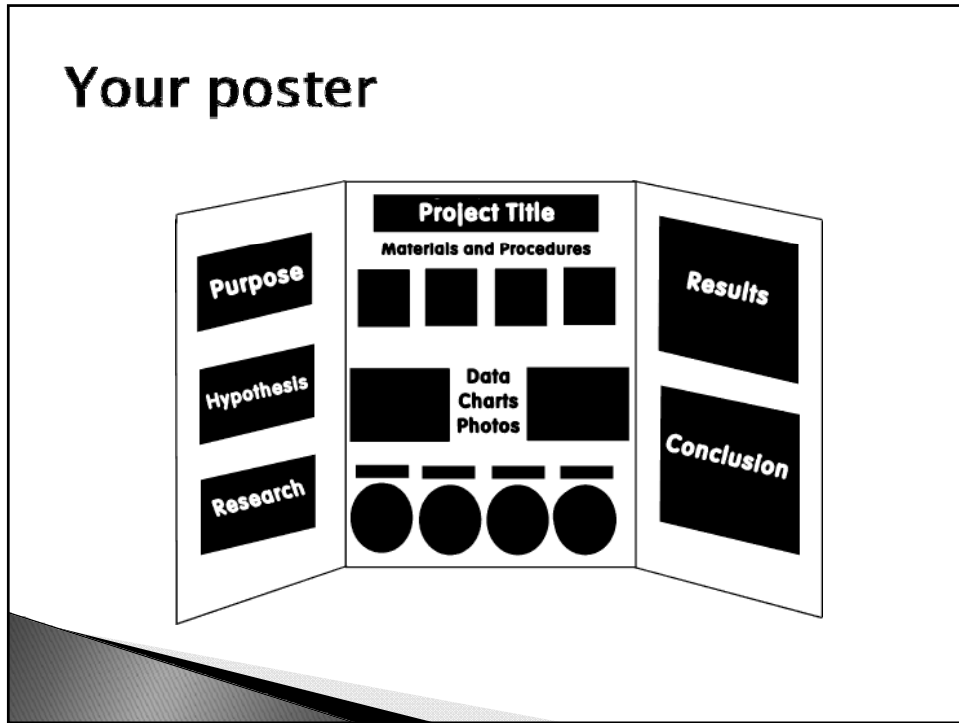 Your poster
Purpose
Hypothesis
Research
Project Title
Materials and Procedures
Data
Charts
Photos
Results
Conclusion